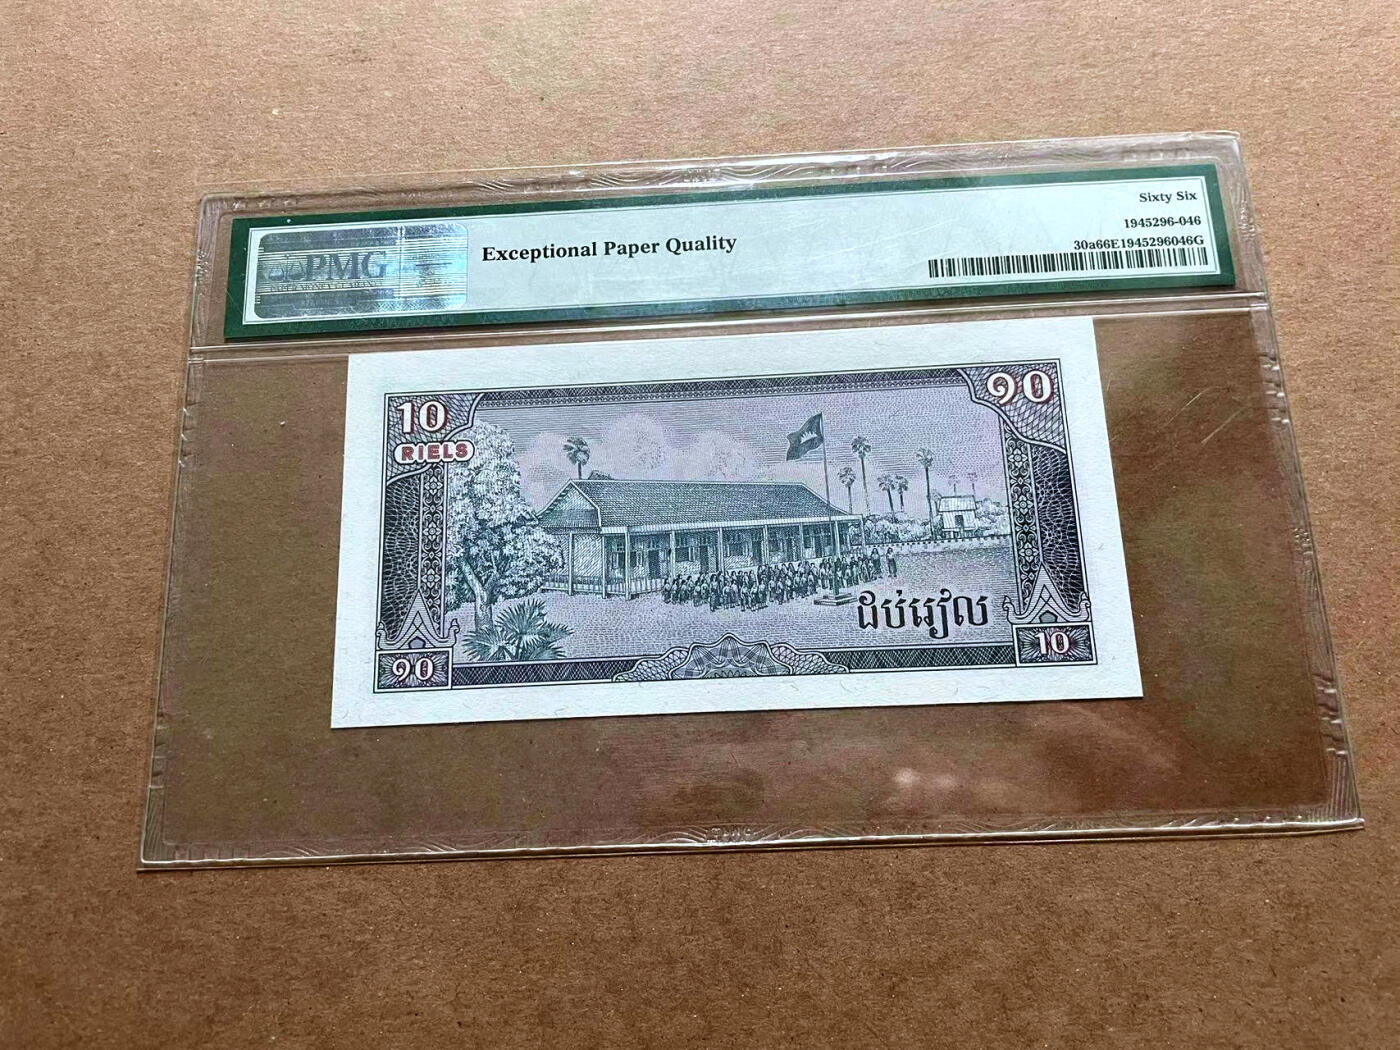 Sixty Six
1945296-046
30a66E1945296046G
PMG
Exceptional Paper Quality
10
RIELS
១០
ដប់រៀល
១០
10